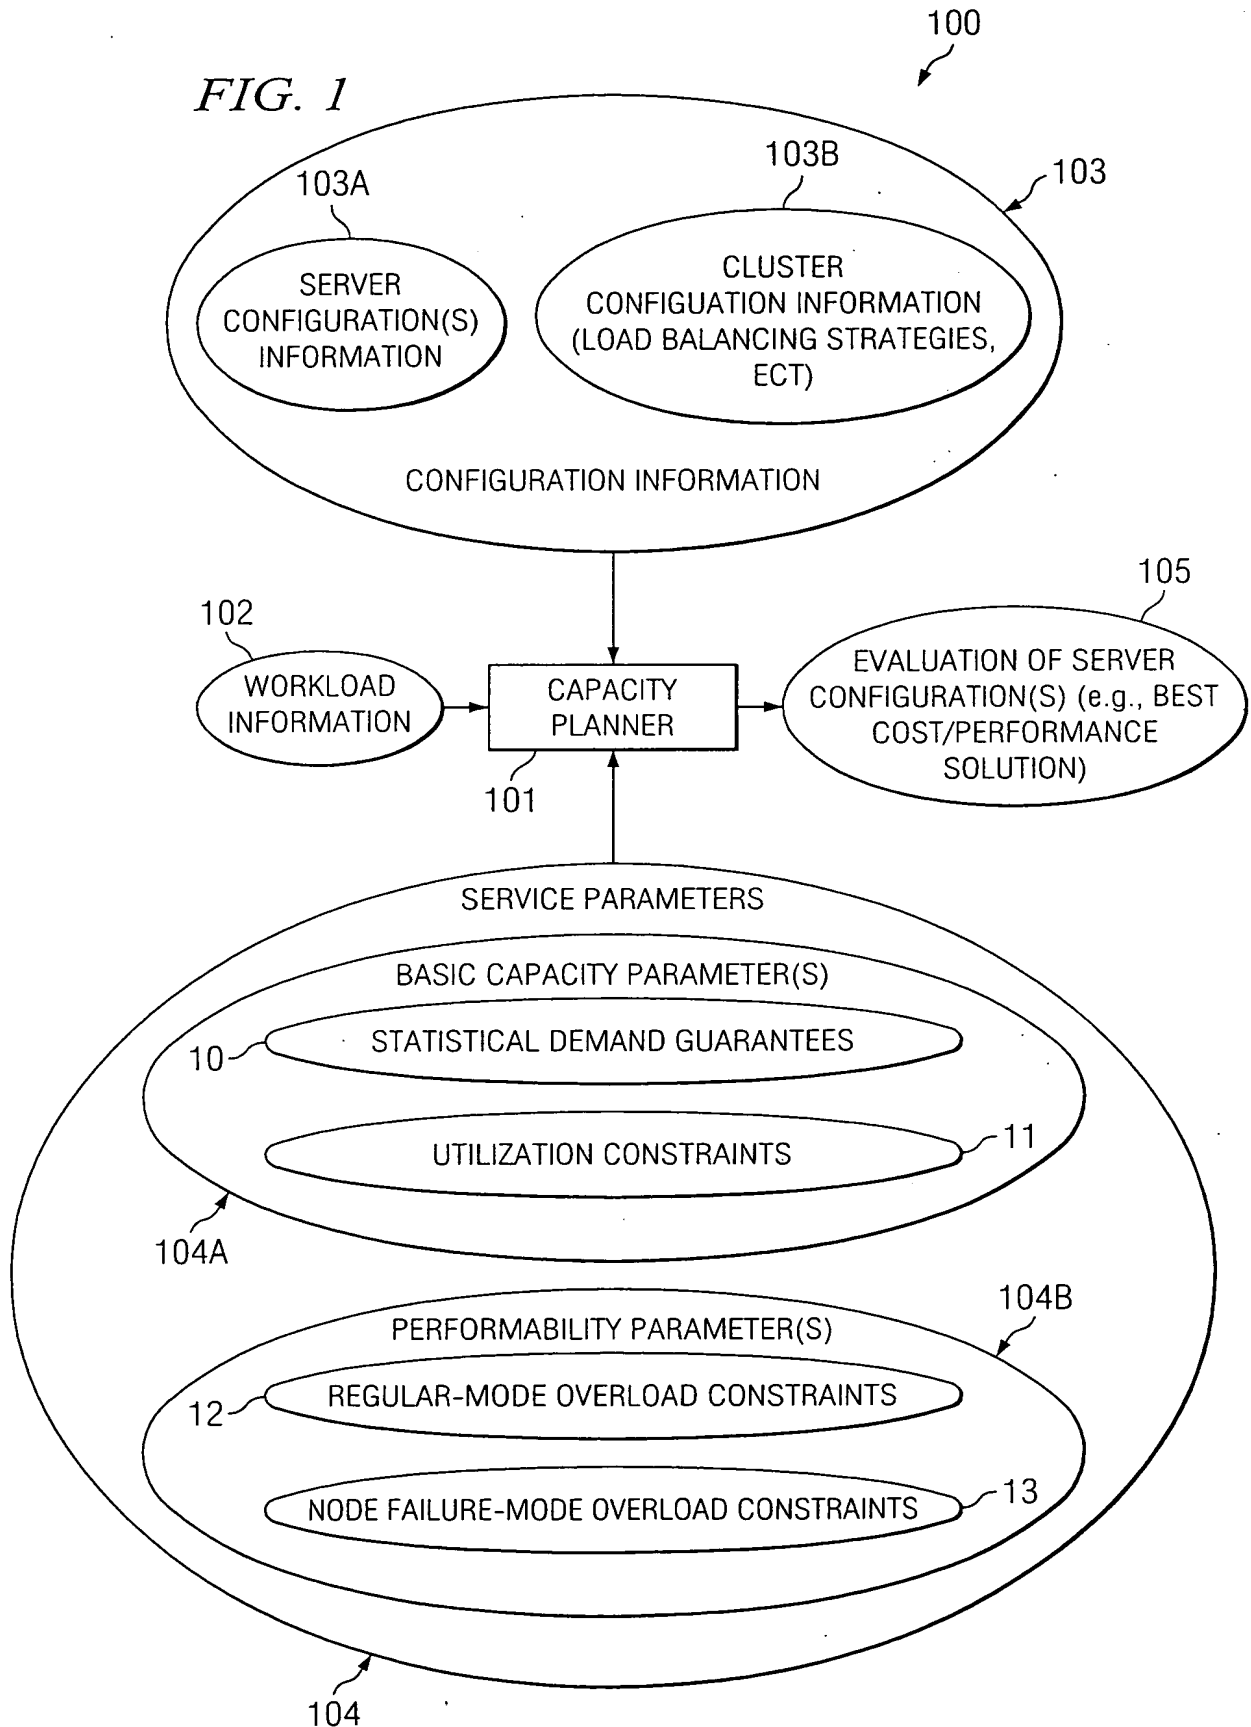 100
FIG. 1
103B
103
103A
SERVER
CONFIGURATION(S)
INFORMATION
CLUSTER
CONFIGUATION INFORMATION
(LOAD BALANCING STRATEGIES,
ECT)
CONFIGURATION INFORMATION
105
102
WORKLOAD
INFORMATION
CAPACITY
PLANNER
101
EVALUATION OF SERVER
CONFIGURATION(S) (e.g., BEST
COST/PERFORMANCE
SOLUTION)
SERVICE PARAMETERS
BASIC CAPACITY PARAMETER(S)
10
STATISTICAL DEMAND GUARANTEES
UTILIZATION CONSTRAINTS
11
104A
104B
PERFORMABILITY PARAMETER(S)
12
REGULAR-MODE OVERLOAD CONSTRAINTS
NODE FAILURE-MODE OVERLOAD CONSTRAINTS
13
104